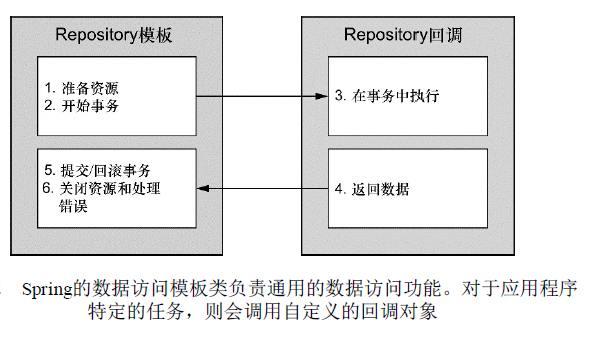 Repository模板
Repository回调
1. 准备资源
2. 开始事务
3. 在事务中执行
5. 提交/回滚事务
6. 关闭资源和处理
错误
4. 返回数据
Spring的数据访问模板类负责通用的数据访问功能。对于应用程序
特定的任务，则会调用自定义的回调对象